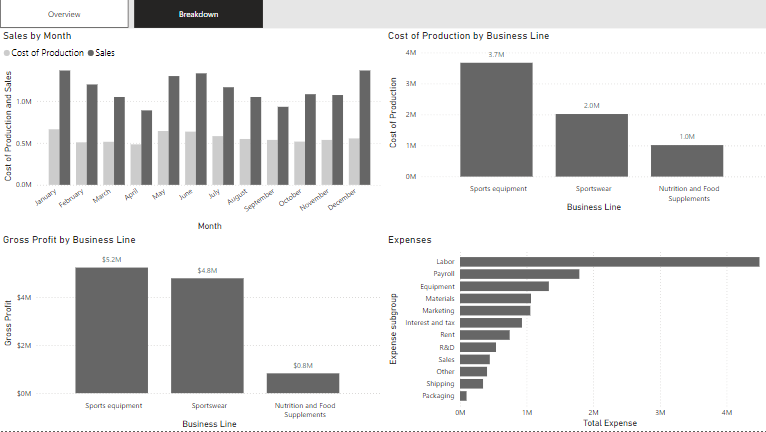 Overview
Breakdown
Sales by Month
Cost of Production
Sales
Cost of Production and Sales
1.0M
0.5M
0.0M
January
February
March
April
May
June
July
August
September
October
November
December
Month
Cost of Production by Business Line
Cost of Production
4M
3M
2M
1M
0M
3.7M
2.0M
1.0M
Sports equipment
Sportswear
Nutrition and Food
Supplements
Business Line
Gross Profit by Business Line
Gross Profit
$4M
$2M
$0M
$5.2M
$4.8M
$0.8M
Sports equipment
Sportswear
Nutrition and Food
Supplements
Business Line
Expenses
Expense subgroup
Labor
Payroll
Equipment
Materials
Marketing
Interest and tax
Rent
R&D
Sales
Other
Shipping
Packaging
0M
1M
2M
3M
4M
Total Expense